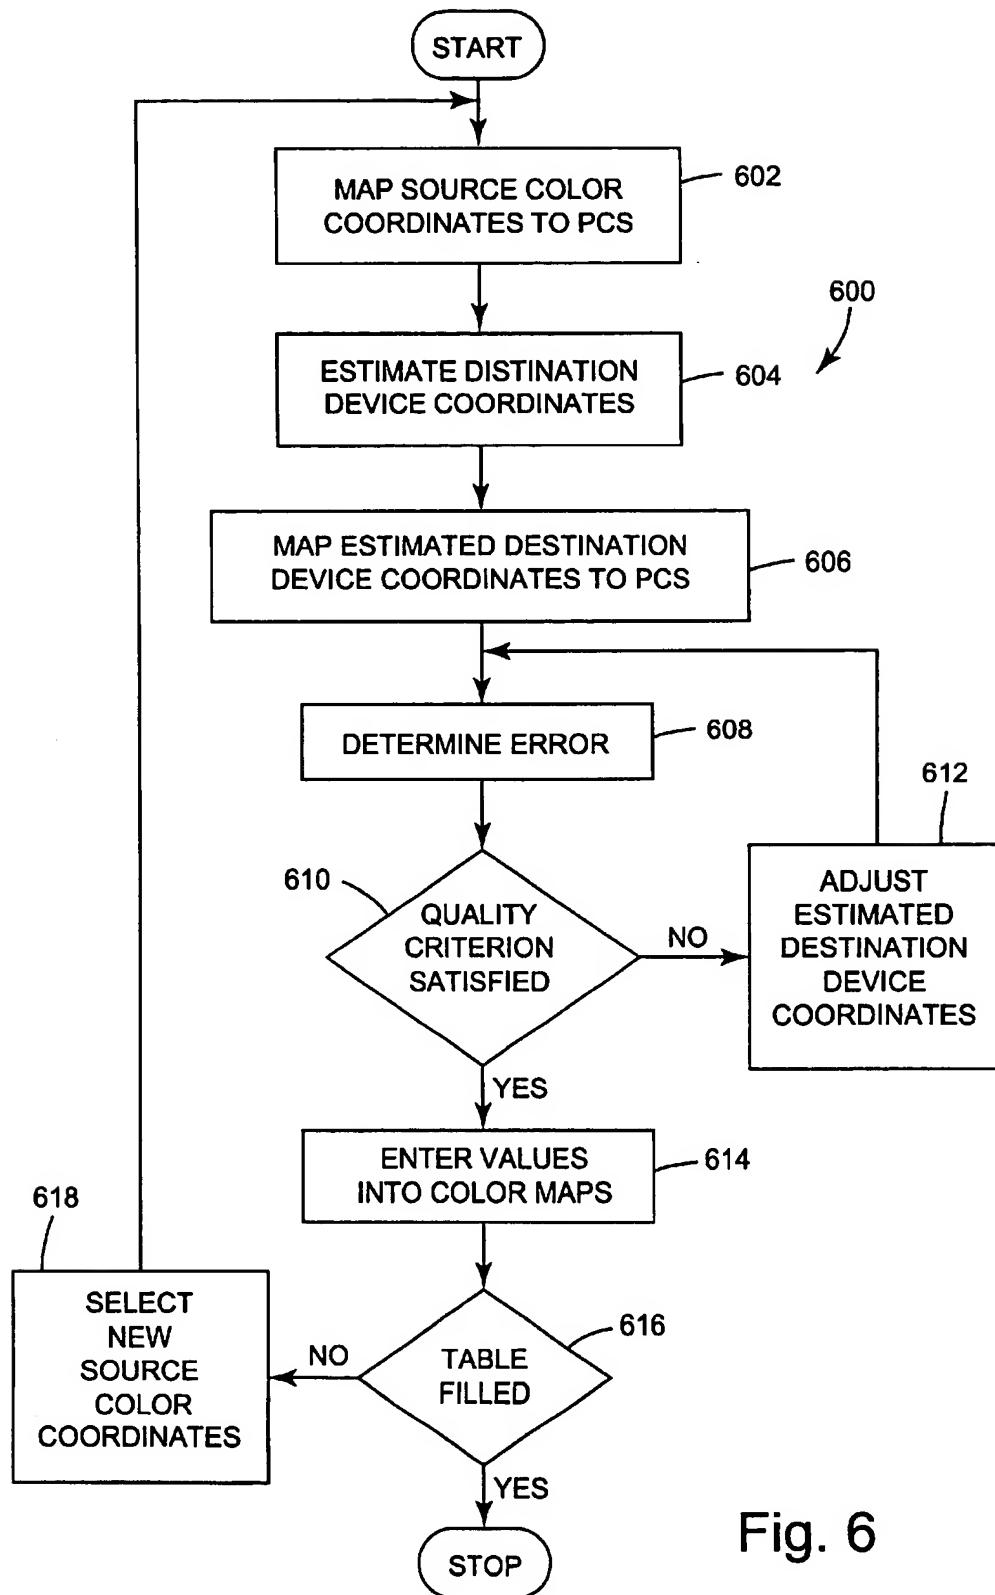 START
MAP SOURCE COLOR
COORDINATES TO PCS
602
600
ESTIMATE DISTINATION
DEVICE COORDINATES
604
MAP ESTIMATED DESTINATION
DEVICE COORDINATES TO PCS
606
DETERMINE ERROR
608
612
610
QUALITY
CRITERION
SATISFIED
NO
ADJUST
ESTIMATED
DESTINATION
DEVICE
COORDINATES
YES
ENTER VALUES
INTO COLOR MAPS
614
618
SELECT
NEW
SOURCE
COLOR
COORDINATES
NO
TABLE
FILLED
616
YES
STOP
Fig. 6